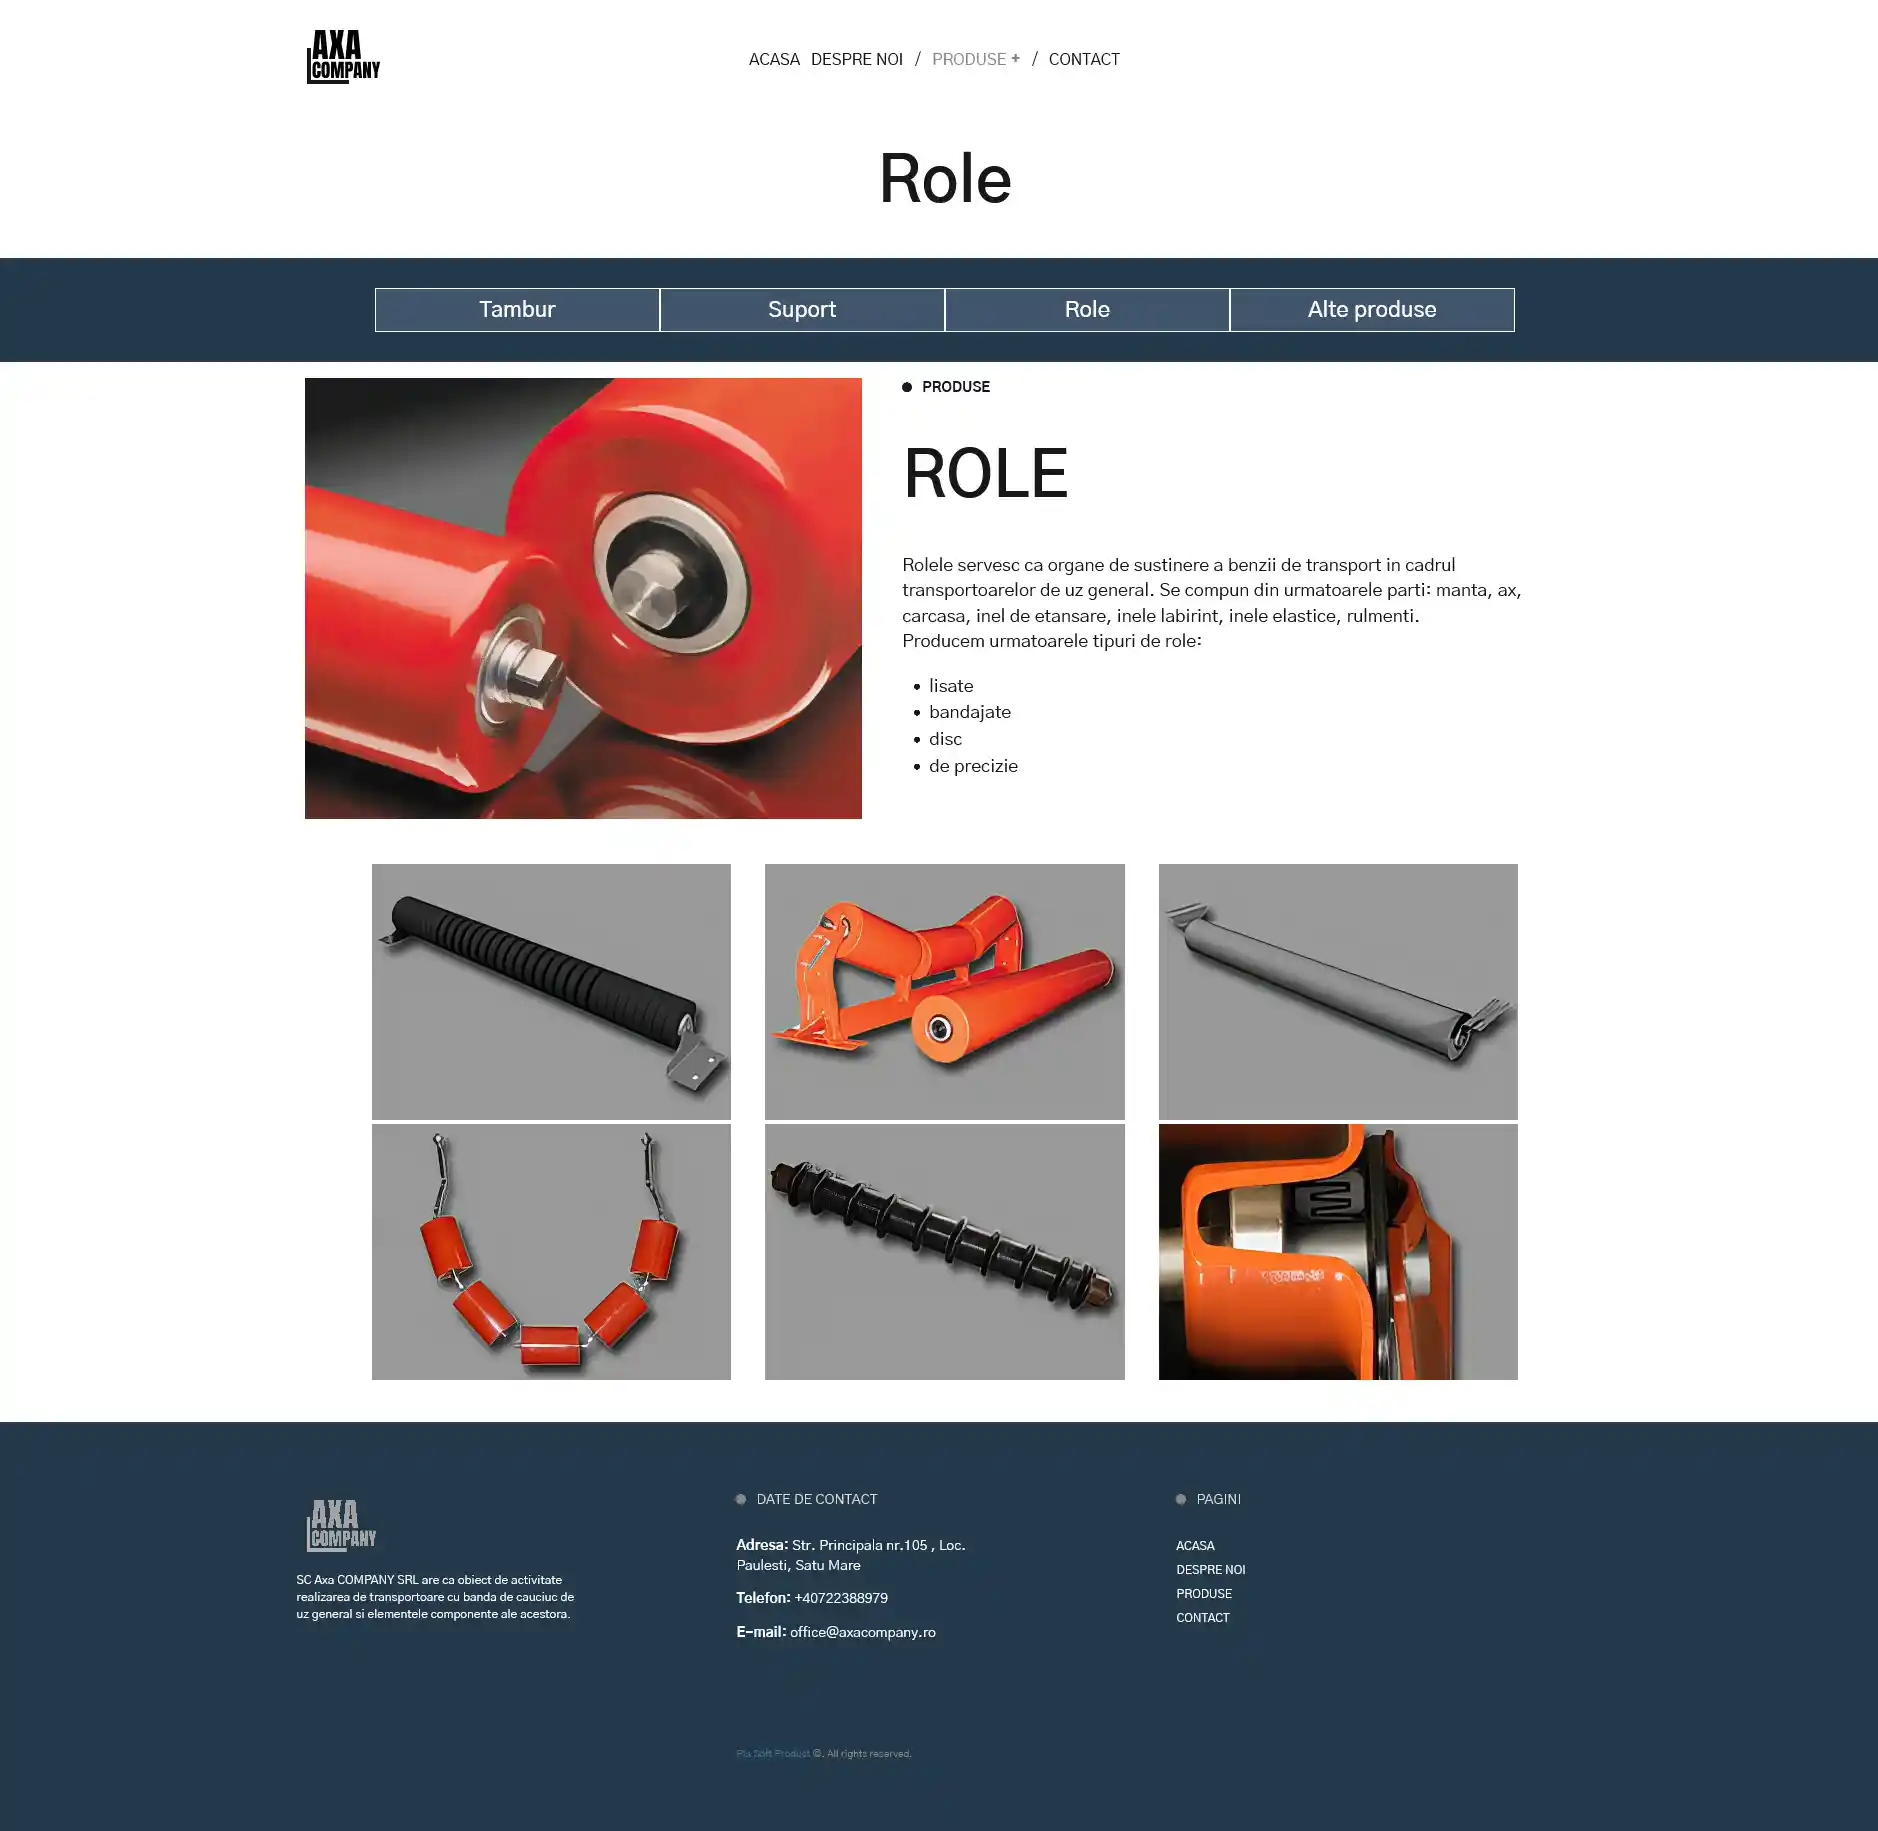 AXA
COMPANY
ACASA DESPRE NOI / PRODUSE + / CONTACT
Role
Tambur
Suport
Role
Alte produse
PRODUSE
ROLE
Rolele servesc ca organe de sustinere a benzii de transport in cadrul
transportoarelor de uz general. Se compun din urmatoarele parti: manta, ax,
carcasa, inel de etansare, inele labirint, inele elastice, rulmenti.
Producem urmatoarele tipuri de role:
• lisate
• bandajate
• disc
• de precizie
AXA
COMPANY
SC Axa COMPANY SRL are ca obiect de activitate
realizarea de transportoare cu banda de cauciuc de
uz general si elementele componente ale acestora.
DATE DE CONTACT
Adresa: Str. Principala nr.105 , Loc.
Paulesti, Satu Mare
Telefon: +40722388979
E-mail: office@axacompany.ro
PAGINI
ACASA
DESPRE NOI
PRODUSE
CONTACT
Soft Product ©. All rights reserved.